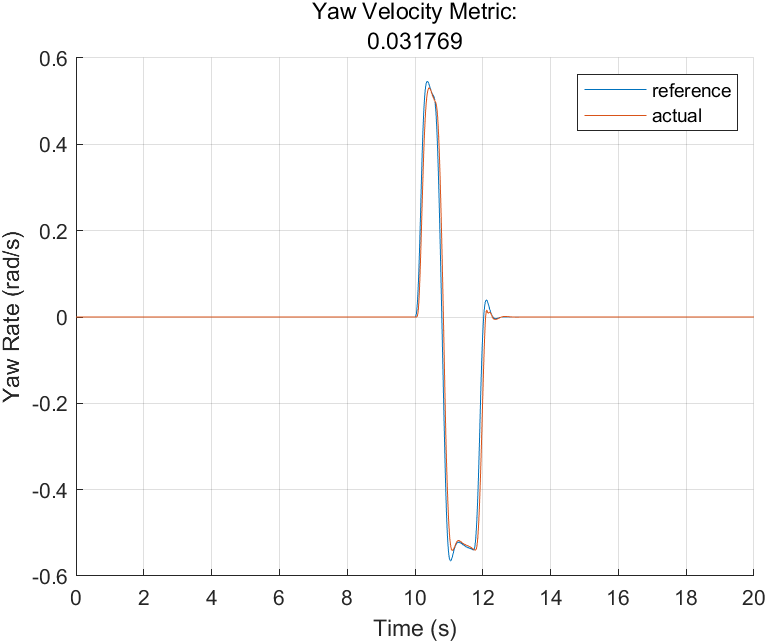 Yaw Velocity Metric:
0.031769
reference
actual
0.6
0.4
0.2
0
-0.2
-0.4
-0.6
Yaw Rate (rad/s)
0 2 4 6 8 10 12 14 16 18 20
Time (s)